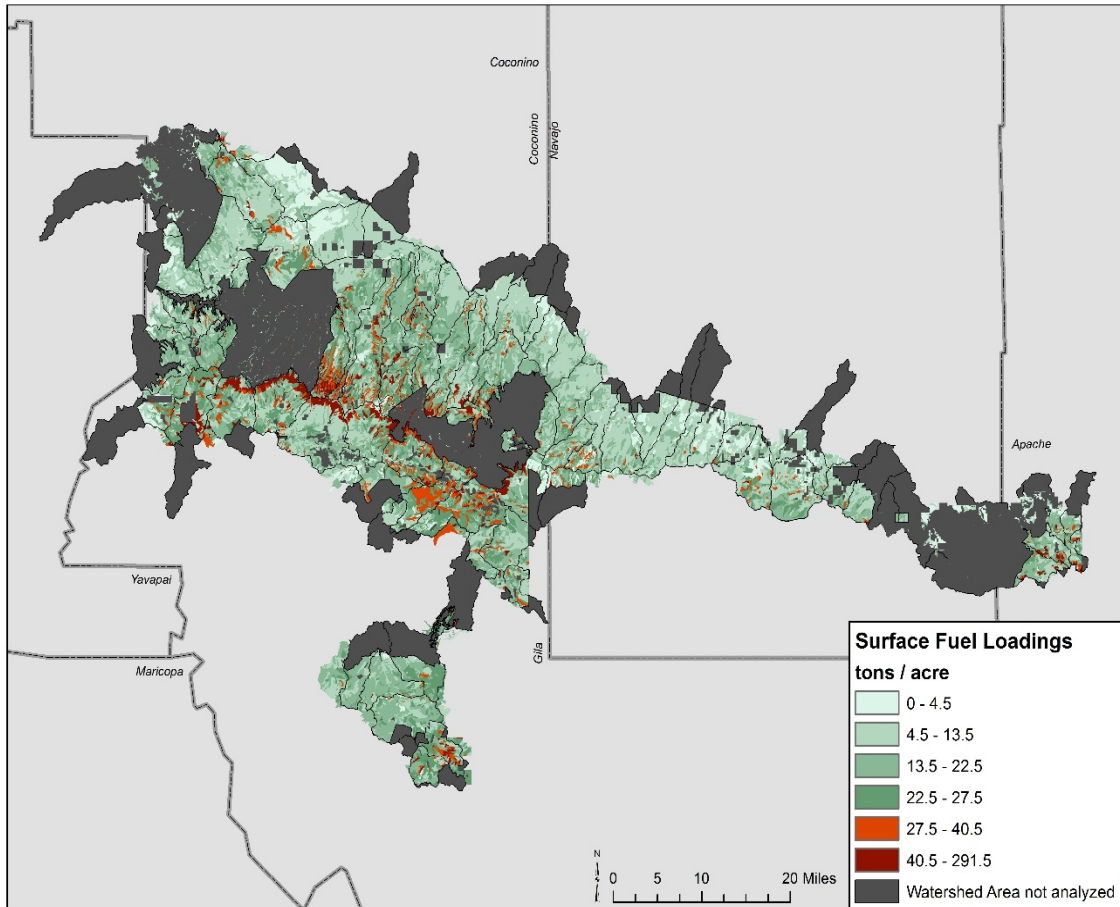 Coconino
Coconino
Navajo
Apache
Yavapai
Maricopa
Gila
Surface Fuel Loadings
tons / acre
0 - 4.5
4.5 - 13.5
13.5 - 22.5
22.5 - 27.5
27.5 - 40.5
40.5 - 291.5
Watershed Area not analyzed
N
0 5 10 20 Miles